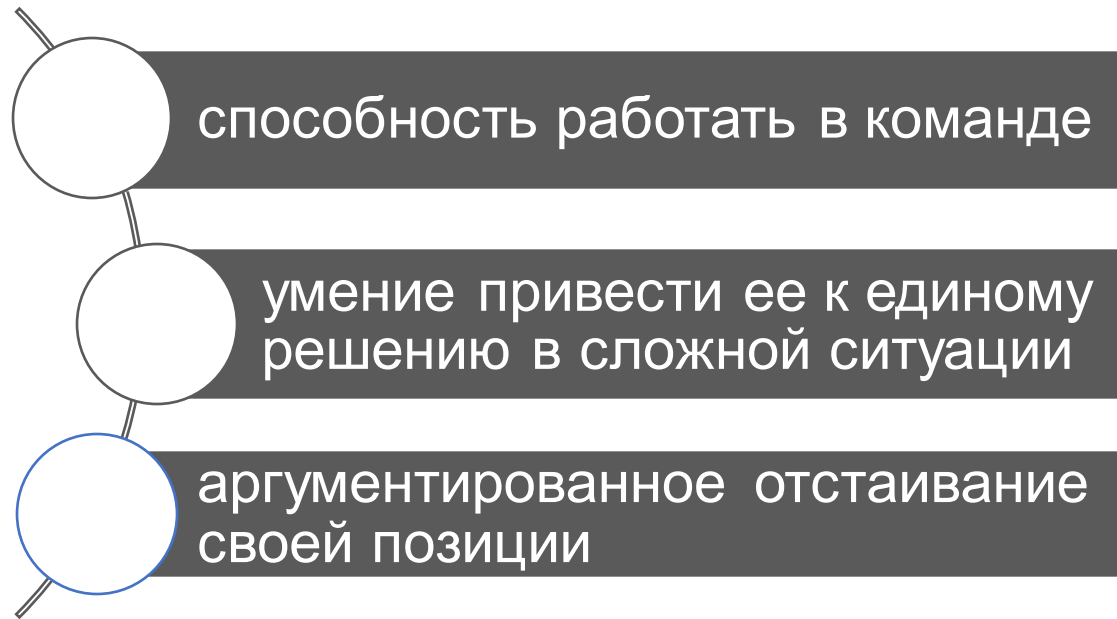 способность работать в команде
умение привести ее к единому
решению в сложной ситуации
аргументированное отстаивание
своей позиции